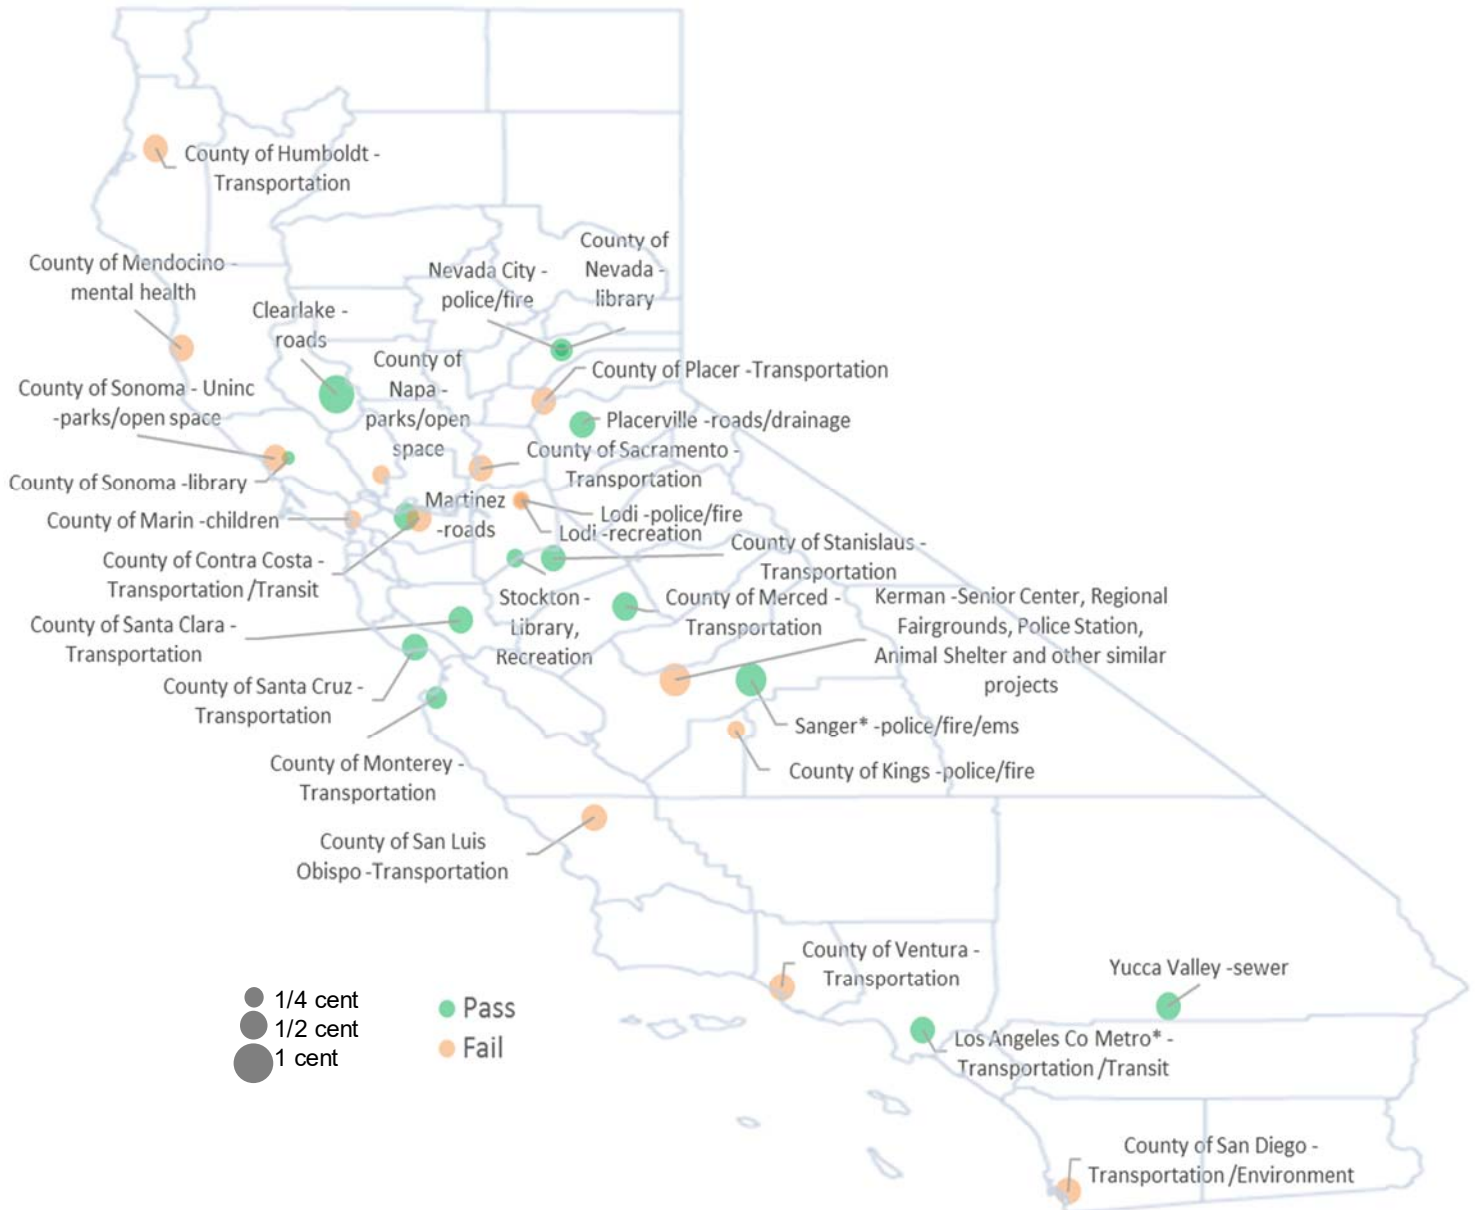 County of Humboldt -
Transportation
County of Mendocino -
mental health
Clearlake -
roads
Nevada City -
police/fire
County of
Nevada -
library
County of
Napa -
parks/open
space
County of Placer -Transportation
County of Sonoma - Uninc
-parks/open space
Placerville -roads/drainage
County of Sacramento -
Transportation
County of Sonoma -library
County of Marin -children
Martinez
-roads
Lodi -police/fire
Lodi -recreation
County of Contra Costa -
Transportation /Transit
County of Stanislaus -
Transportation
Stockton -
Library,
Recreation
County of Merced -
Transportation
Kerman -Senior Center, Regional
Fairgrounds, Police Station,
Animal Shelter and other similar
projects
County of Santa Clara -
Transportation
County of Santa Cruz -
Transportation
Sanger* -police/fire/ems
County of Monterey -
Transportation
County of Kings -police/fire
County of San Luis
Obispo -Transportation
County of Ventura -
Transportation
Yucca Valley -sewer
1/4 cent
1/2 cent
1 cent
Pass
Fail
Los Angeles Co Metro* -
Transportation /Transit
County of San Diego -
Transportation /Environment